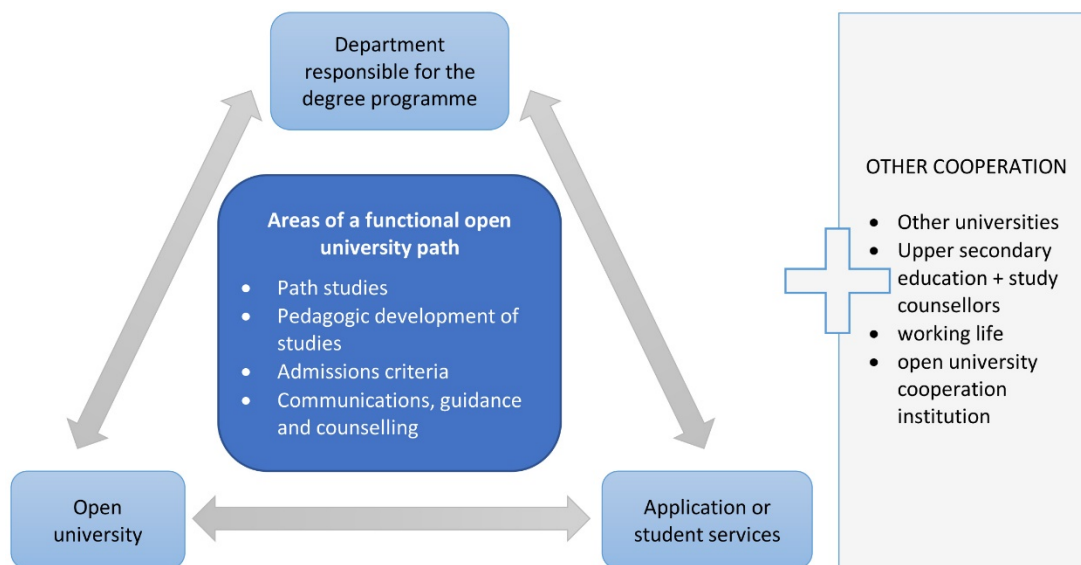 Department
responsible for the
degree programme
Areas of a functional open
university path
• Path studies
• Pedagogic development of
studies
• Admissions criteria
• Communications, guidance
and counselling
Open
university
Application or
student services
OTHER COOPERATION
• Other universities
• Upper secondary
education + study
counsellors
• working life
• open university
cooperation
institution